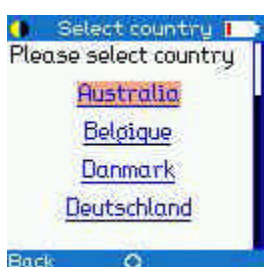 Select country
Please select country
Australia
Belgique
Danmark
Deutschland
Back